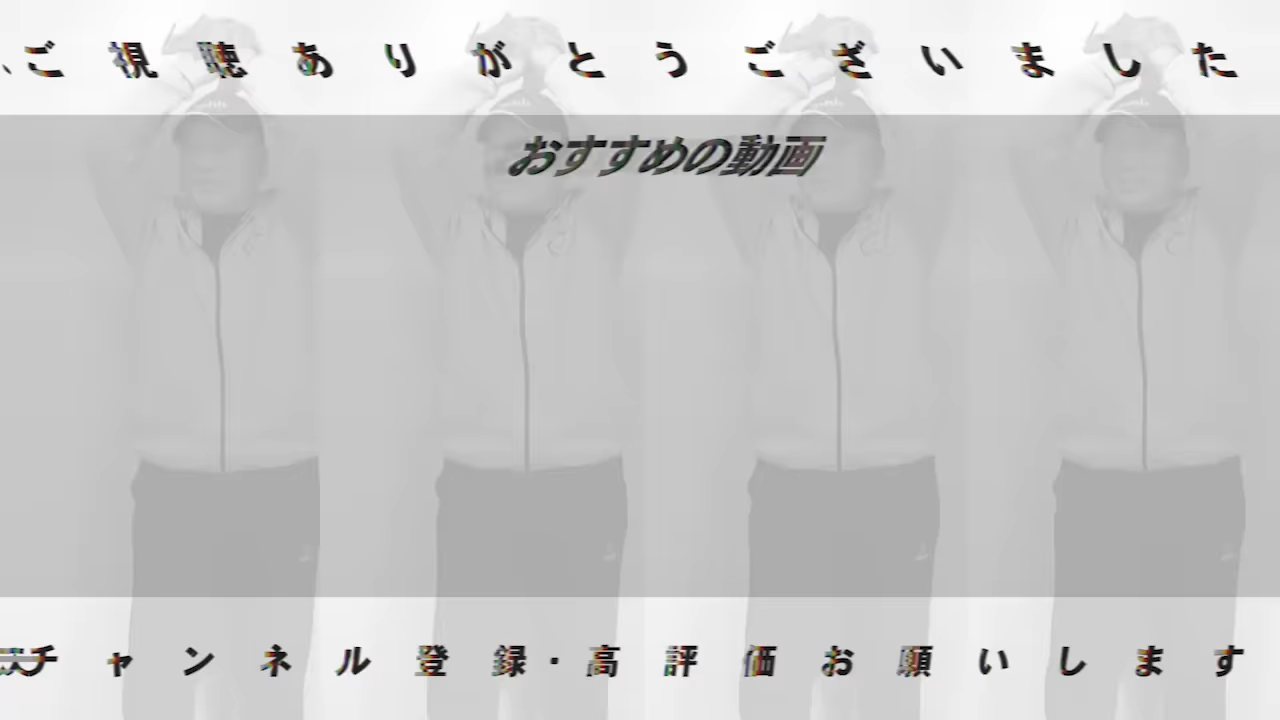 ご視聴ありがとうございました
おすすめの動画
チャンネル登録・高評価お願いします